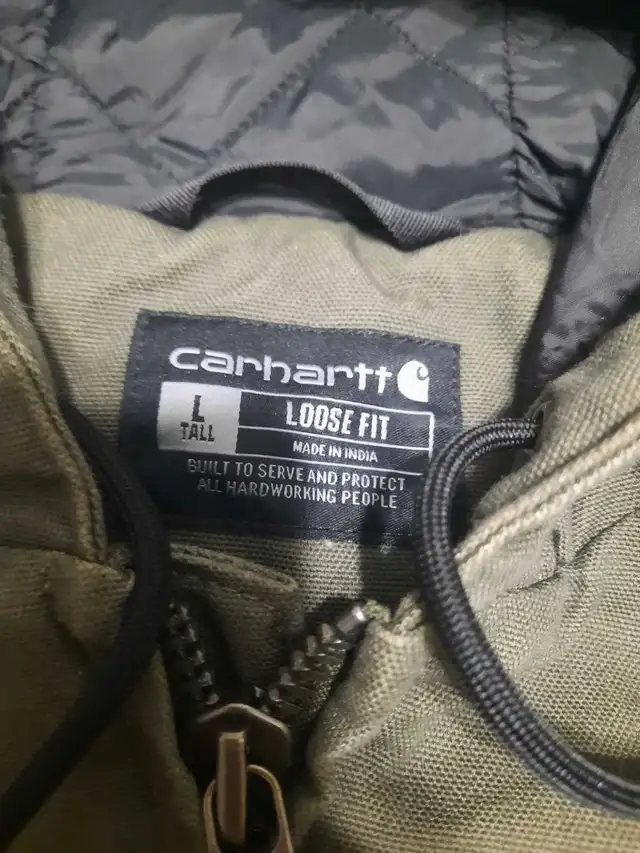 carhartt
L
TALL
LOOSE FIT
MADE IN INDIA
BUILT TO SERVE AND PROTECT
ALL HARDWORKING PEOPLE